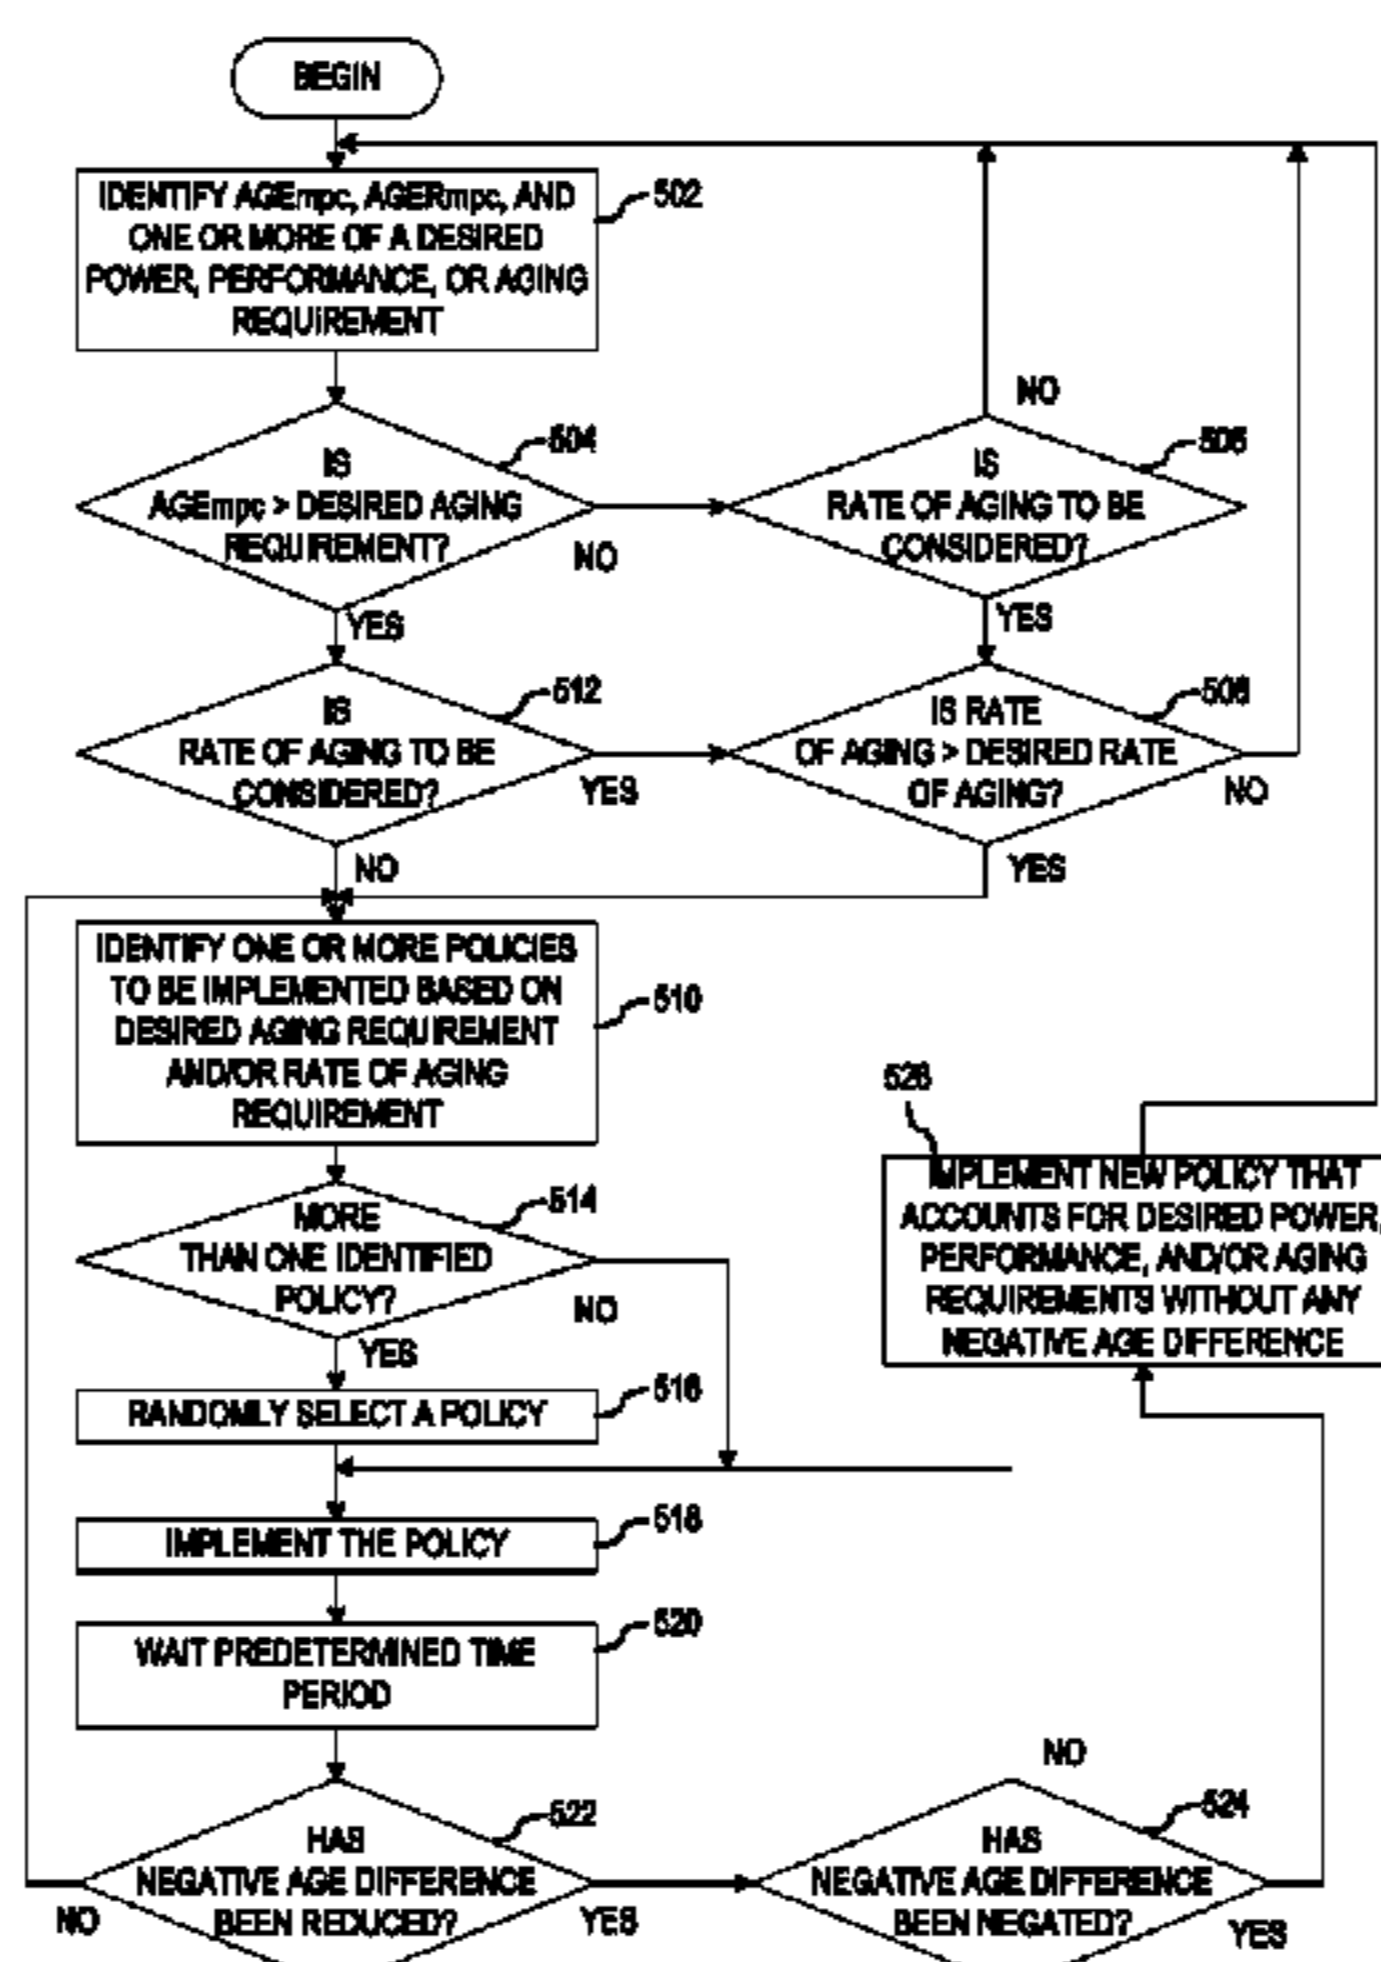 BEGIN
IDENTIFY AGEmpc, AGERmpc, AND
ONE OR MORE OF A DESIRED
POWER, PERFORMANCE, OR AGING
REQUIREMENT
502
IS
AGEmpc > DESIRED AGING
REQUIREMENT?
504
NO
YES
IS
RATE OF AGING TO BE
CONSIDERED?
NO
YES
IS
RATE OF AGING TO BE
CONSIDERED?
512
YES
NO
IS RATE
OF AGING > DESIRED RATE
OF AGING?
NO
YES
IDENTIFY ONE OR MORE POLICIES
TO BE IMPLEMENTED BASED ON
DESIRED AGING REQUIREMENT
AND/OR RATE OF AGING
REQUIREMENT
510
MORE
THAN ONE IDENTIFIED
POLICY?
514
NO
YES
RANDOMLY SELECT A POLICY
516
IMPLEMENT THE POLICY
518
WAIT PREDETERMINED TIME
PERIOD
520
HAS
NEGATIVE AGE DIFFERENCE
BEEN REDUCED?
522
NO
YES
HAS
NEGATIVE AGE DIFFERENCE
BEEN NEGATED?
524
NO
YES
IMPLEMENT NEW POLICY THAT
ACCOUNTS FOR DESIRED POWER,
PERFORMANCE, AND/OR AGING
REQUIREMENTS WITHOUT ANY
NEGATIVE AGE DIFFERENCE